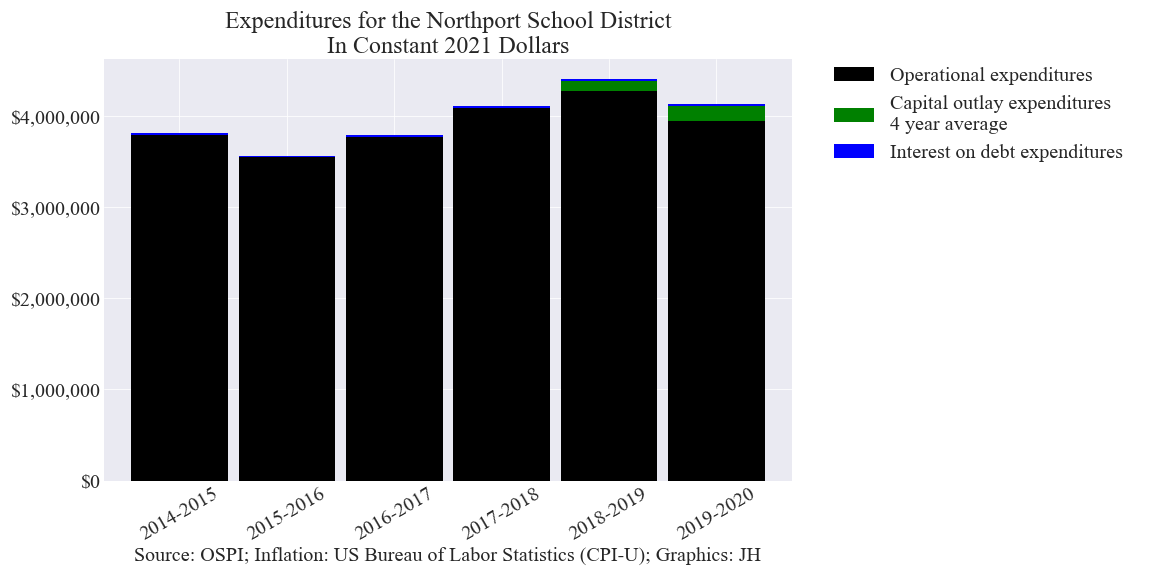 Expenditures for the Northport School District
In Constant 2021 Dollars
Operational expenditures
Capital outlay expenditures
4 year average
Interest on debt expenditures
$4,000,000
$3,000,000
$2,000,000
$1,000,000
$0
2014-2015
2015-2016
2016-2017
2017-2018
2018-2019
2019-2020
Source: OSPI; Inflation: US Bureau of Labor Statistics (CPI-U); Graphics: JH